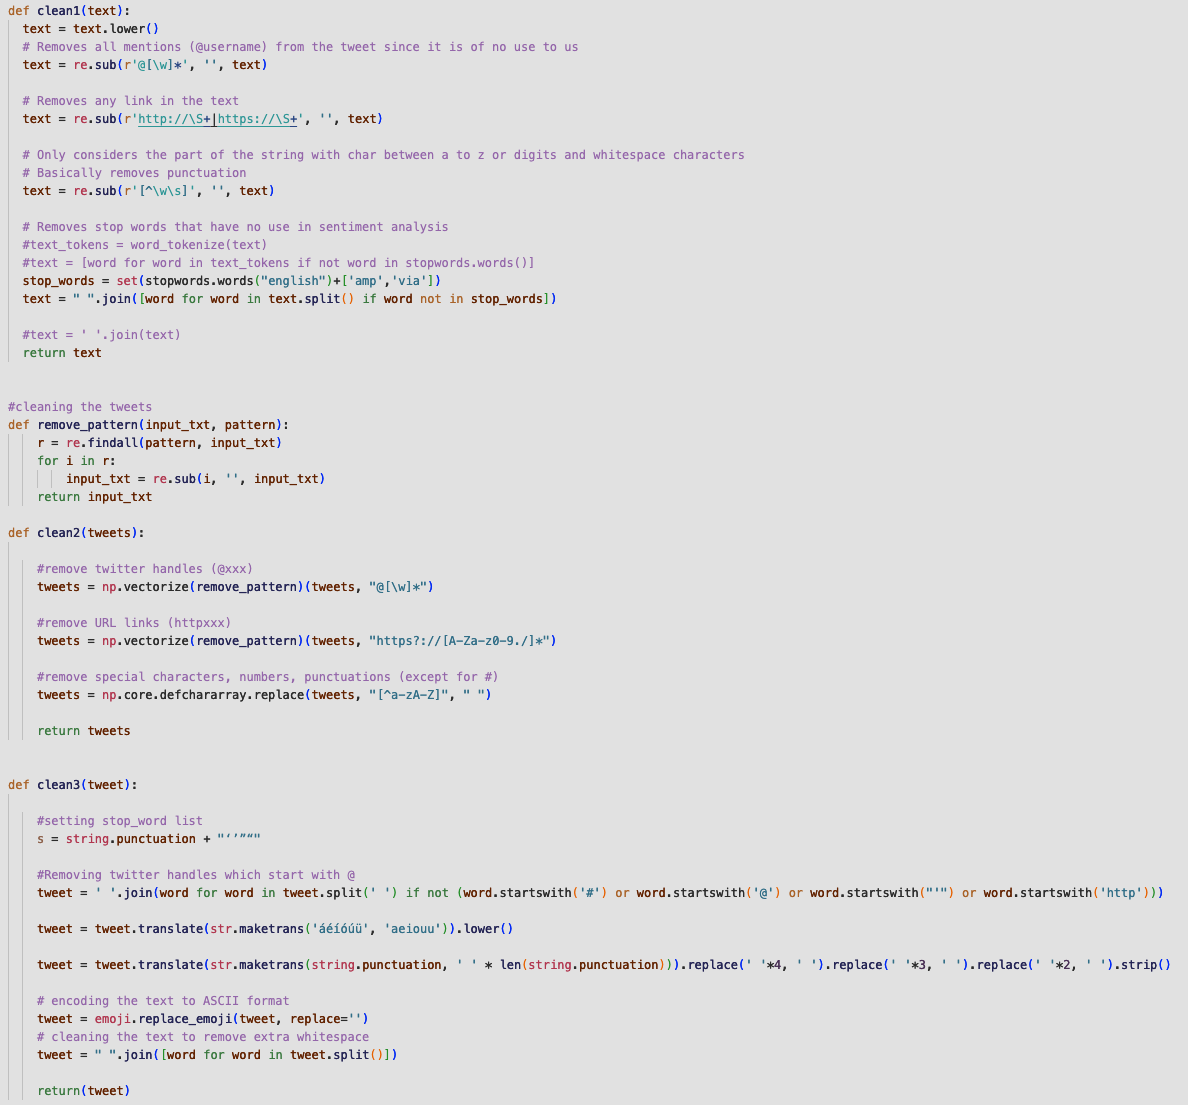 def clean1(text):
  text = text.lower()
  # Removes all mentions (@username) from the tweet since it is of no use to us
  text = re.sub(r'@[\w]*', '', text)

  # Removes any link in the text
  text = re.sub(r'http://\S+|https://\S+', '', text)

  # Only considers the part of the string with char between a to z or digits and whitespace characters
  # Basically removes punctuation
  text = re.sub(r'[^\w\s]', '', text)

  # Removes stop words that have no use in sentiment analysis
  #text_tokens = word_tokenize(text)
  #text = [word for word in text_tokens if not word in stopwords.words()]
  stop_words = set(stopwords.words("english")+['amp','via'])
  text = " ".join([word for word in text.split() if word not in stop_words])

  #text = ' '.join(text)
  return text


#cleaning the tweets
def remove_pattern(input_txt, pattern):
    r = re.findall(pattern, input_txt)
    for i in r:
        input_txt = re.sub(i, '', input_txt)
    return input_txt

def clean2(tweets):

    #remove twitter handles (@xxx)
    tweets = np.vectorize(remove_pattern)(tweets, "@[\w]*")

    #remove URL links (httpxxx)
    tweets = np.vectorize(remove_pattern)(tweets, "https?://[A-Za-z0-9./]*")

    #remove special characters, numbers, punctuations (except for #)
    tweets = np.core.defchararray.replace(tweets, "[^a-zA-Z]", " ")

    return tweets


def clean3(tweet):

    #setting stop_word list
    s = string.punctuation + "‘’”“"

    #Removing twitter handles which start with @
    tweet = ' '.join(word for word in tweet.split(' ') if not (word.startswith('#') or word.startswith('@') or word.startswith("'") or word.startswith('http')))

    tweet = tweet.translate(str.maketrans('áéíóúü', 'aeiouu')).lower()

    tweet = tweet.translate(str.maketrans(string.punctuation, ' ' * len(string.punctuation))).replace(' '*4, ' ').replace(' '*3, ' ').replace(' '*2, ' ').strip()

    # encoding the text to ASCII format
    tweet = emoji.replace_emoji(tweet, replace='')
    # cleaning the text to remove extra whitespace
    tweet = " ".join([word for word in tweet.split()])

    return(tweet)